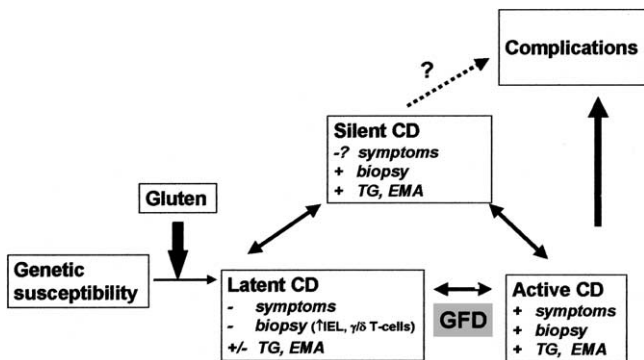 Complications
?
Silent CD
-? symptoms
+ biopsy
+ TG, EMA
Gluten
Genetic
susceptibility
Latent CD
- symptoms
- biopsy (↑IEL, γ/δ T-cells)
+/- TG, EMA
GFD
Active CD
+ symptoms
+ biopsy
+ TG, EMA